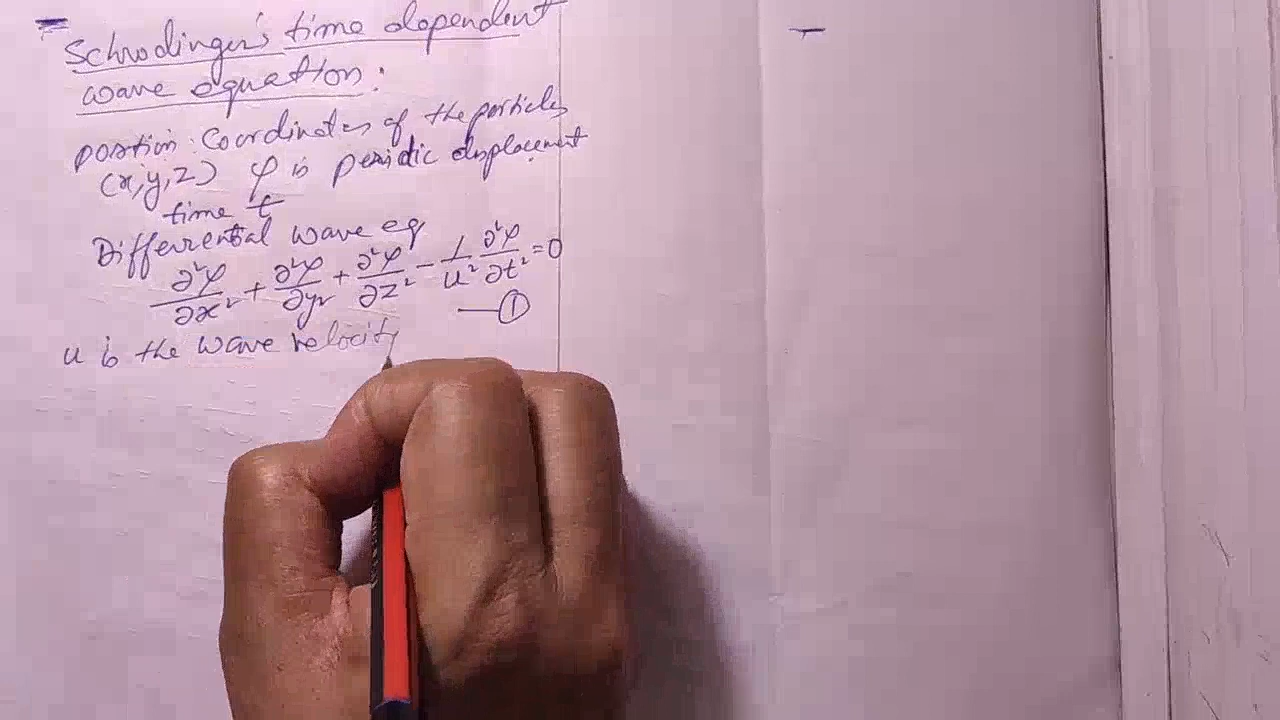 Schrodinger's time dependent
wave equation:
position coordinates of the particles
(x, y, z) φ is periodic displacement
time t
Differential wave eq
∂²φ/∂x² + ∂²φ/∂y² + ∂²φ/∂z² - 1/u² ∂²φ/∂t² = 0
—①
u is the wave velocity